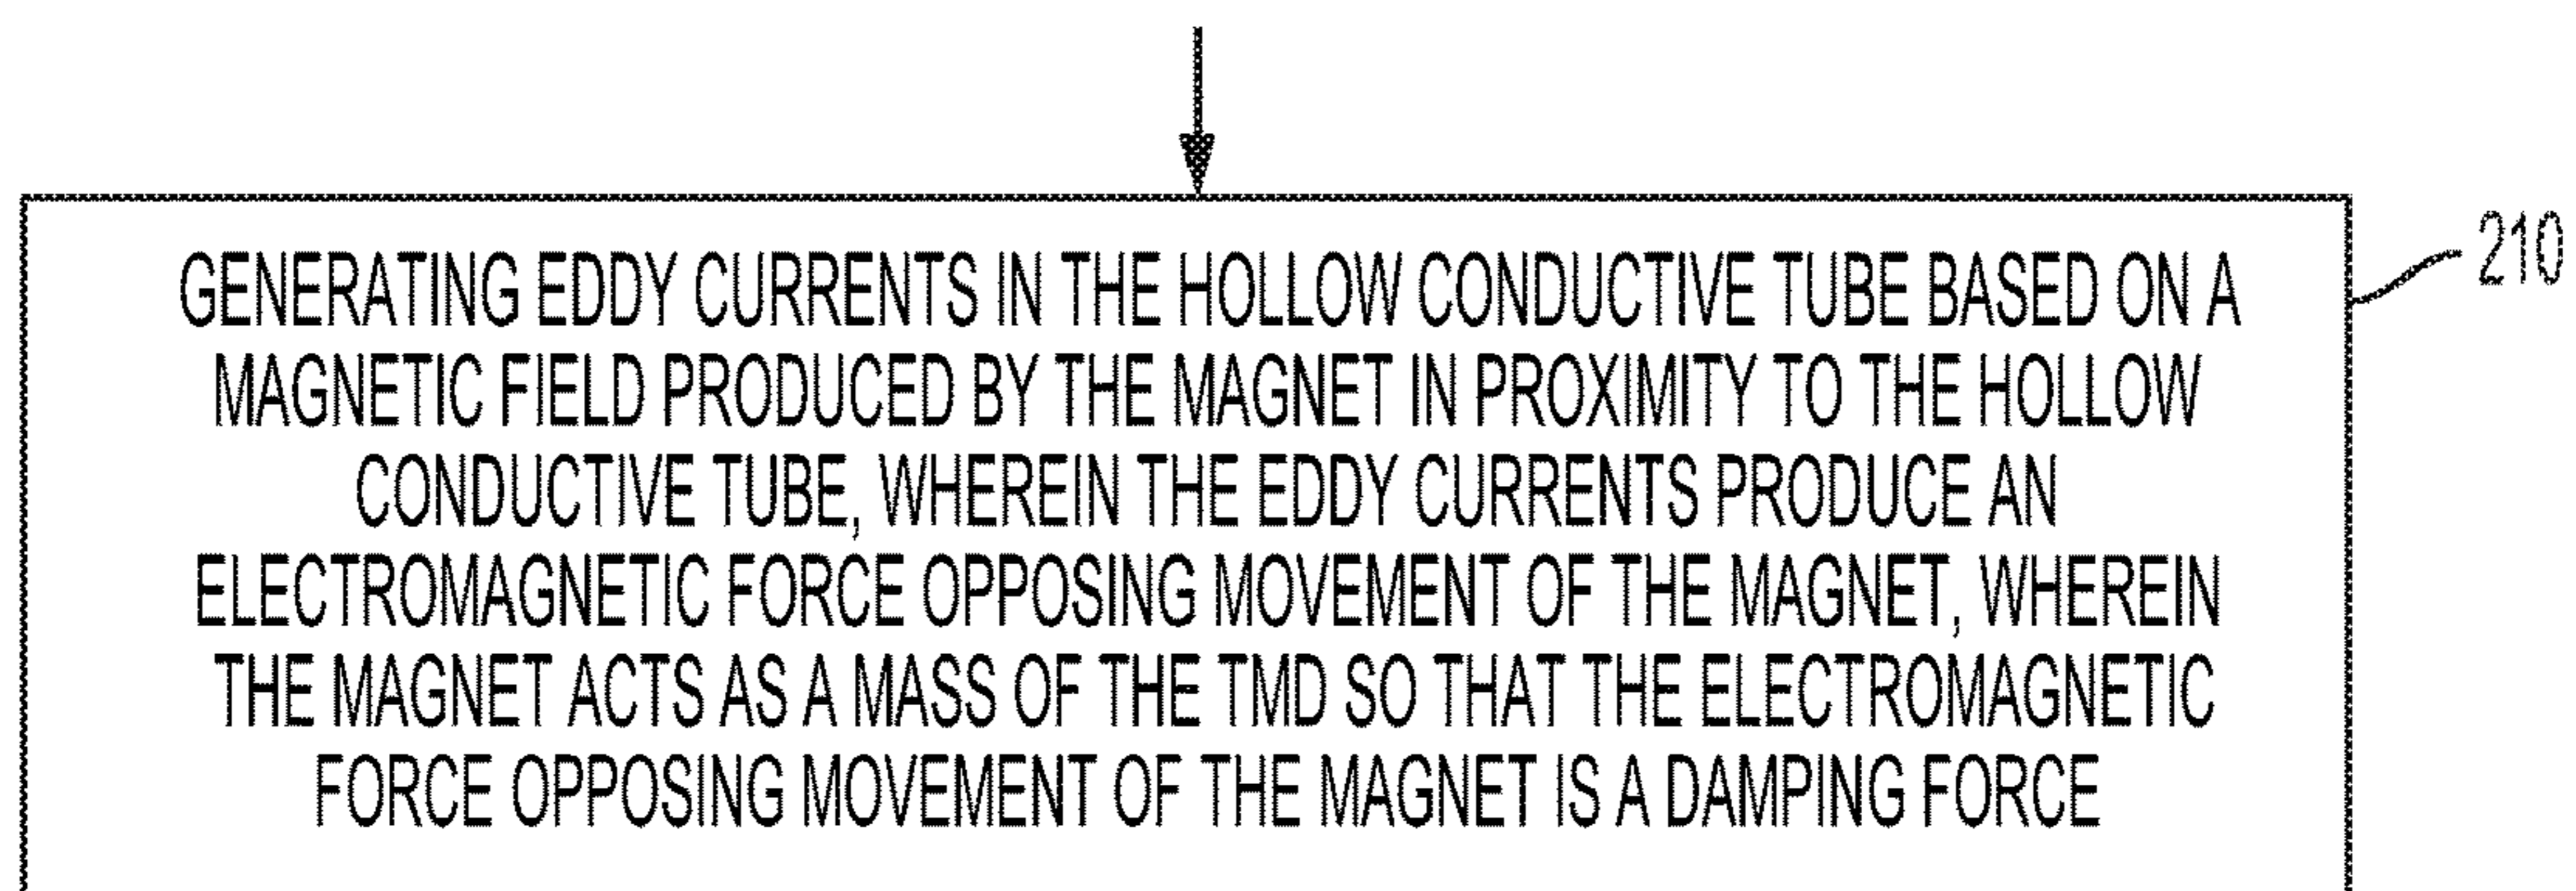 GENERATING EDDY CURRENTS IN THE HOLLOW CONDUCTIVE TUBE BASED ON A
MAGNETIC FIELD PRODUCED BY THE MAGNET IN PROXIMITY TO THE HOLLOW
CONDUCTIVE TUBE, WHEREIN THE EDDY CURRENTS PRODUCE AN
ELECTROMAGNETIC FORCE OPPOSING MOVEMENT OF THE MAGNET, WHEREIN
THE MAGNET ACTS AS A MASS OF THE TMD SO THAT THE ELECTROMAGNETIC
FORCE OPPOSING MOVEMENT OF THE MAGNET IS A DAMPING FORCE
210